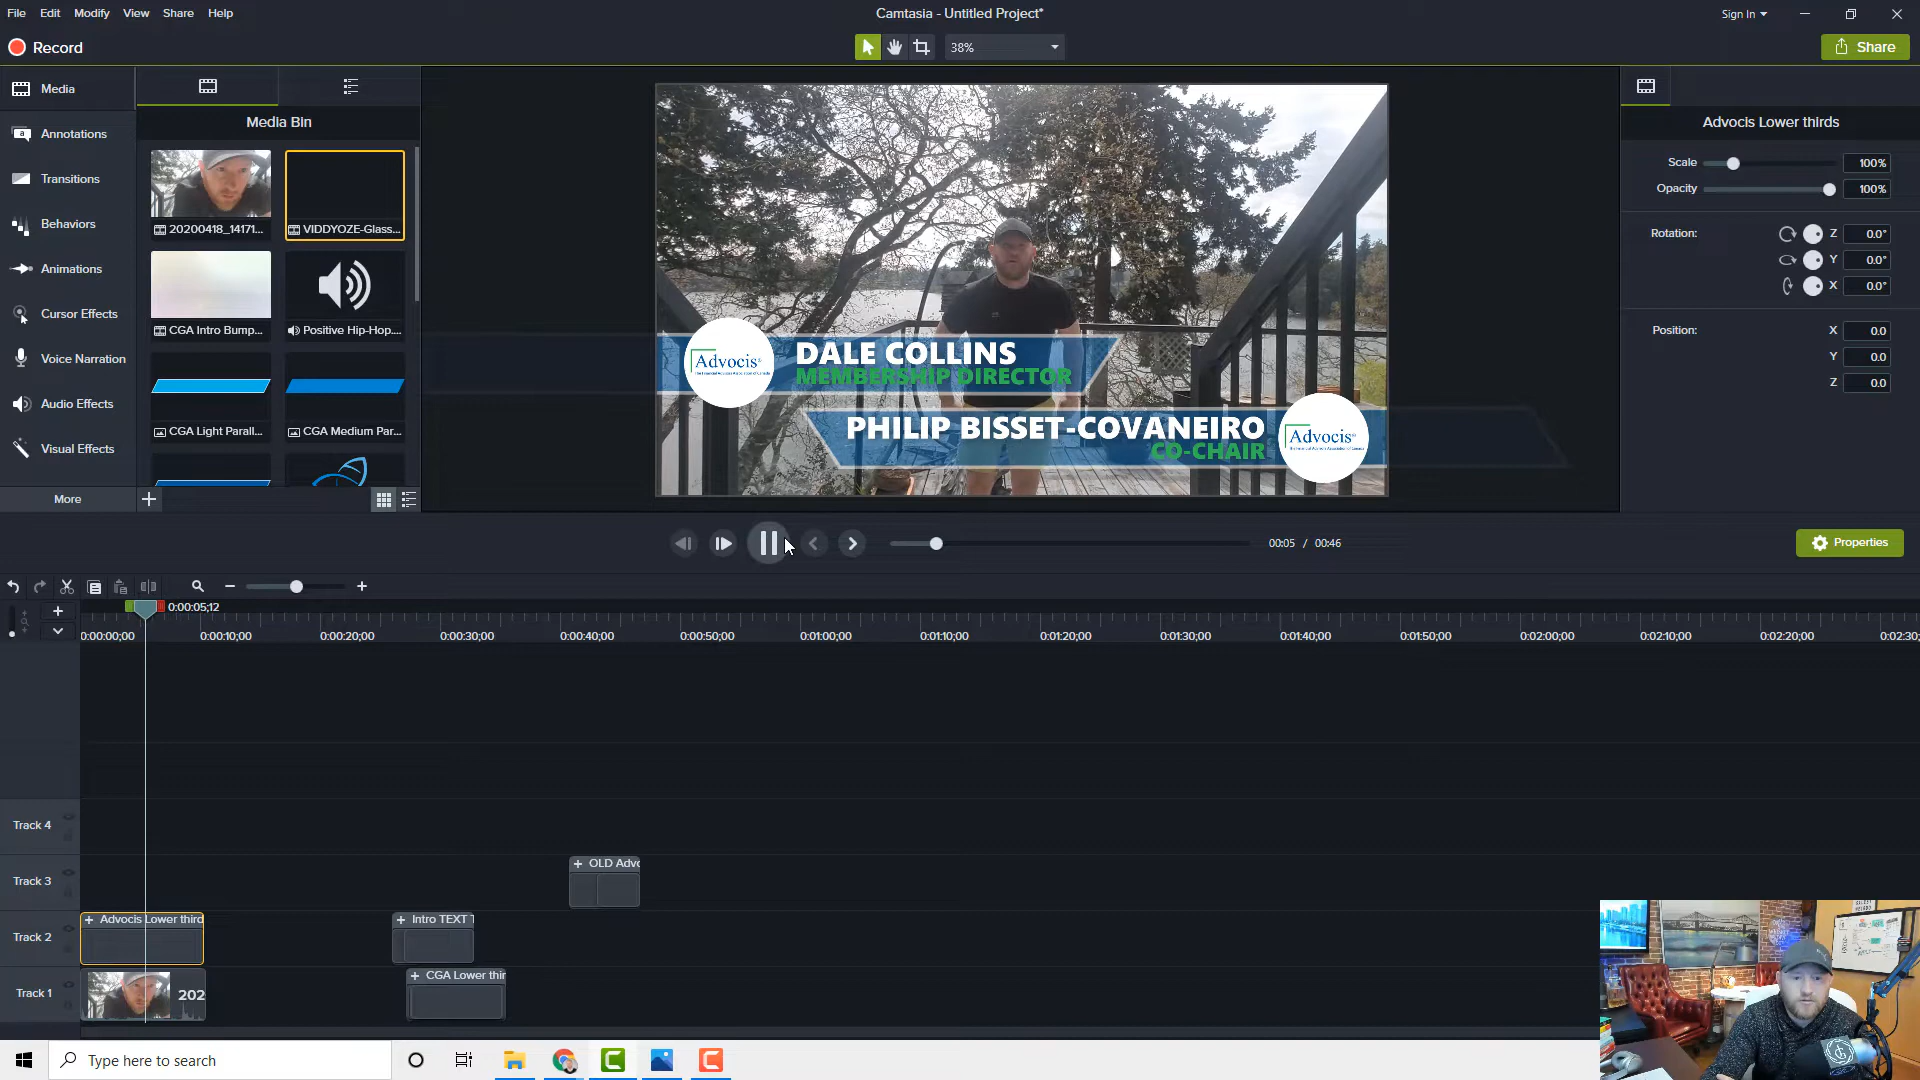 File Edit Modify View Share Help
Camtasia - Untitled Project*
Sign In
Record
38%
Share
Media
Annotations
Transitions
Behaviors
Animations
Cursor Effects
Voice Narration
Audio Effects
Visual Effects
More
Media Bin
20200418_14171...
VIDDYOZE-Glass...
CGA Intro Bump...
Positive Hip-Hop....
CGA Light Parall...
CGA Medium Par...
Advocis
DALE COLLINS
MEMBERSHIP DIRECTOR
PHILIP BISSET-COVANEIRO
CO-CHAIR
Advocis
Advocis Lower thirds
Scale 100%
Opacity 100%
Rotation: Z 0.0°
Y 0.0°
X 0.0°
Position: X 0.0
Y 0.0
Z 0.0
00:05 / 00:46
Properties
0:00:05;12
0:00:00;00 0:00:10;00 0:00:20;00 0:00:30;00 0:00:40;00 0:00:50;00 0:01:00;00 0:01:10;00 0:01:20;00 0:01:30;00 0:01:40;00 0:01:50;00 0:02:00;00 0:02:10;00 0:02:20;00 0:02:30;
Track 4
Track 3
OLD Advo
Track 2
Advocis Lower third
Intro TEXT
Track 1
202
CGA Lower thir
Type here to search